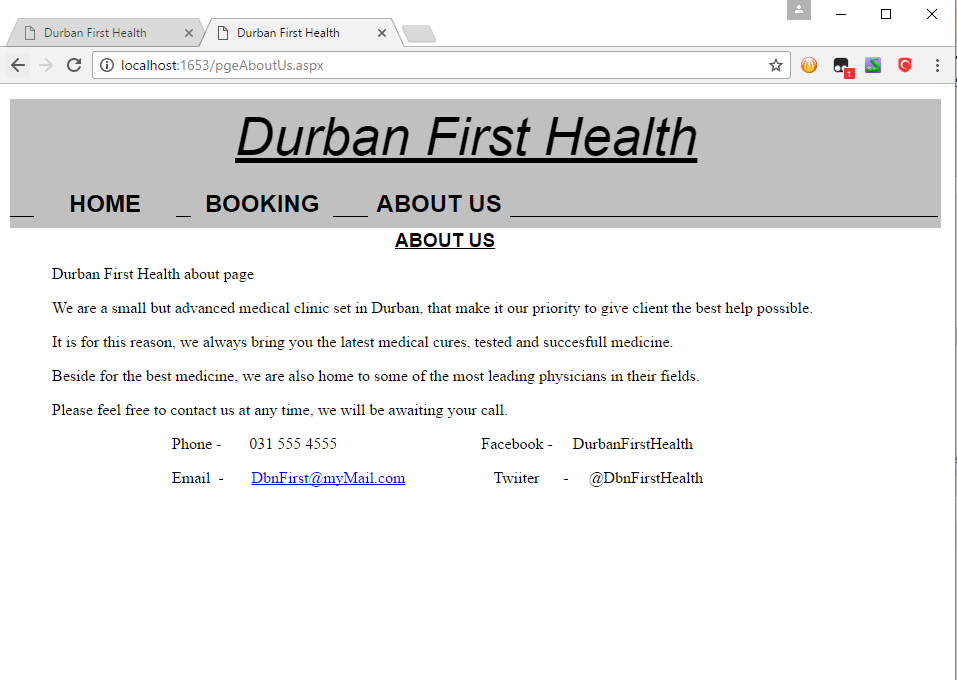 Durban First Health Durban First Health
localhost:1653/pgeAboutUs.aspx 1
Durban First Health
HOME BOOKING ABOUT US
ABOUT US
Durban First Health about page
We are a small but advanced medical clinic set in Durban, that make it our priority to give client the best help possible.
It is for this reason, we always bring you the latest medical cures, tested and succesfull medicine.
Beside for the best medicine, we are also home to some of the most leading physicians in their fields.
Please feel free to contact us at any time, we will be awaiting your call.
Phone - 031 555 4555 Facebook - DurbanFirstHealth
Email - DbnFirst@myMail.com Twiiter - @DbnFirstHealth